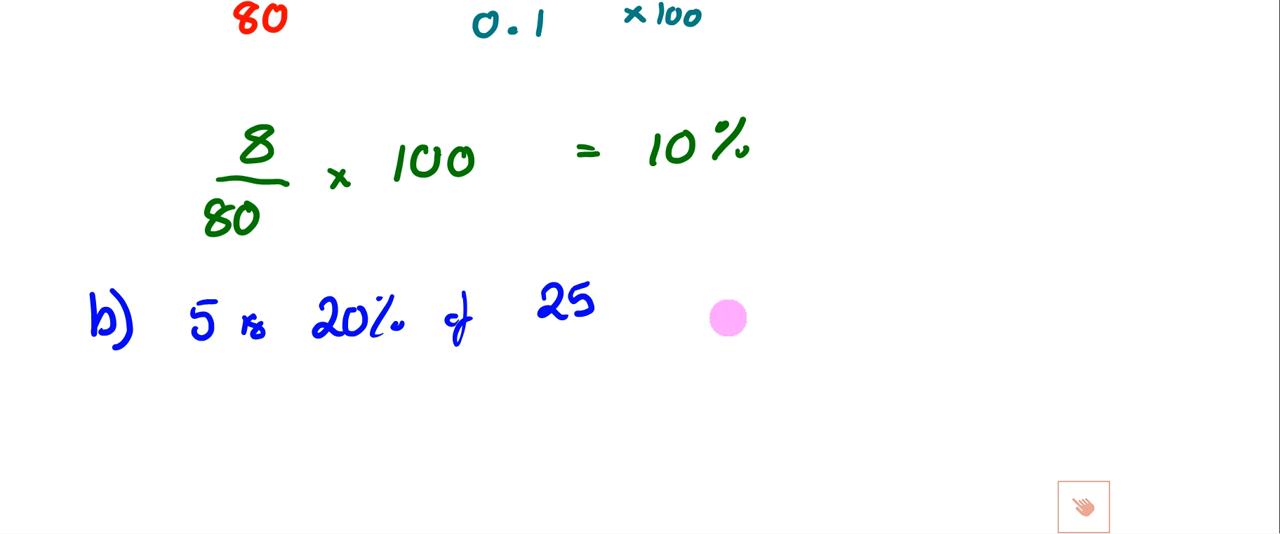 80 0.1 ×100
8/80 × 100 = 10%
b) 5 is 20% of 25